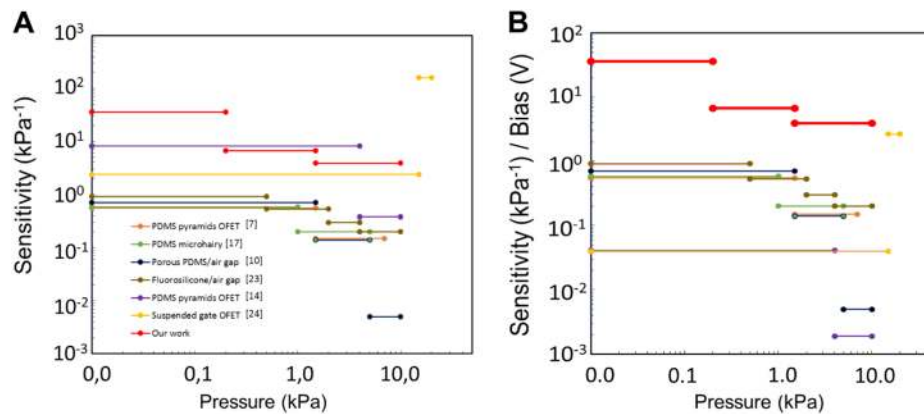 A
Sensitivity (kPa⁻¹)
10³
10²
10¹
10⁰
10⁻¹
10⁻²
10⁻³
PDMS pyramids OFET [7]
PDMS microhairy [17]
Porous PDMS/air gap [10]
Fluorosilicone/air gap [23]
PDMS pyramids OFET [14]
Suspended gate OFET [24]
Our work
0,0 0,1 1,0 10,0
Pressure (kPa)
B
Sensitivity (kPa⁻¹) / Bias (V)
10²
10¹
10⁰
10⁻¹
10⁻²
10⁻³
0.0 0.1 1.0 10.0
Pressure (kPa)